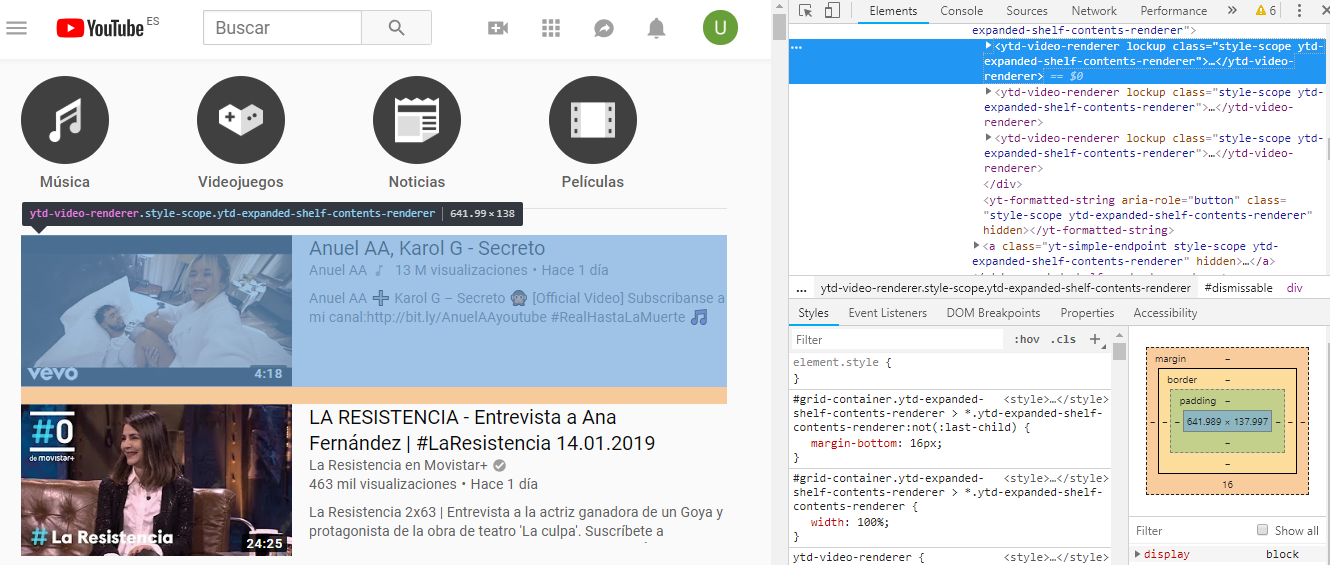 YouTube ES
Buscar
U
Música
Videojuegos
Noticias
Películas
ytd-video-renderer.style-scope.ytd-expanded-shelf-contents-renderer 641.99×138
Anuel AA, Karol G - Secreto
Anuel AA 13 M visualizaciones • Hace 1 día
Anuel AA ➕ Karol G – Secreto 🙊 [Official Video] Subscribanse a
mi canal:http://bit.ly/AnuelAAyoutube #RealHastaLaMuerte 🎵
vevo
4:18
LA RESISTENCIA - Entrevista a Ana
Fernández | #LaResistencia 14.01.2019
La Resistencia en Movistar+
463 mil visualizaciones • Hace 1 día
La Resistencia 2x63 | Entrevista a la actriz ganadora de un Goya y
protagonista de la obra de teatro 'La culpa'. Suscríbete a
#0
de movistar+
# La Resistencia
24:25
Elements Console Sources Network Performance » 6
expanded-shelf-contents-renderer">
... <ytd-video-renderer lockup class="style-scope ytd-
expanded-shelf-contents-renderer">…</ytd-video-
renderer> == $0
<ytd-video-renderer lockup class="style-scope ytd-
expanded-shelf-contents-renderer">…</ytd-video-
renderer>
<ytd-video-renderer lockup class="style-scope ytd-
expanded-shelf-contents-renderer">…</ytd-video-
renderer>
</div>
<yt-formatted-string aria-role="button" class=
"style-scope ytd-expanded-shelf-contents-renderer"
hidden></yt-formatted-string>
<a class="yt-simple-endpoint style-scope ytd-
expanded-shelf-contents-renderer" hidden>…</a>
... ytd-video-renderer.style-scope.ytd-expanded-shelf-contents-renderer #dismissable div
Styles Event Listeners DOM Breakpoints Properties Accessibility
Filter :hov .cls +
element.style {
}
#grid-container.ytd-expanded- <style>…</style>
shelf-contents-renderer > *.ytd-expanded-shelf-
contents-renderer:not(:last-child) {
margin-bottom: 16px;
}
#grid-container.ytd-expanded- <style>…</style>
shelf-contents-renderer > *.ytd-expanded-shelf-
contents-renderer {
width: 100%;
}
ytd-video-renderer { <style>…</style>
margin –
border –
padding –
– – – 641.989 × 137.997 – – –
–
–
16
Filter Show all
display block